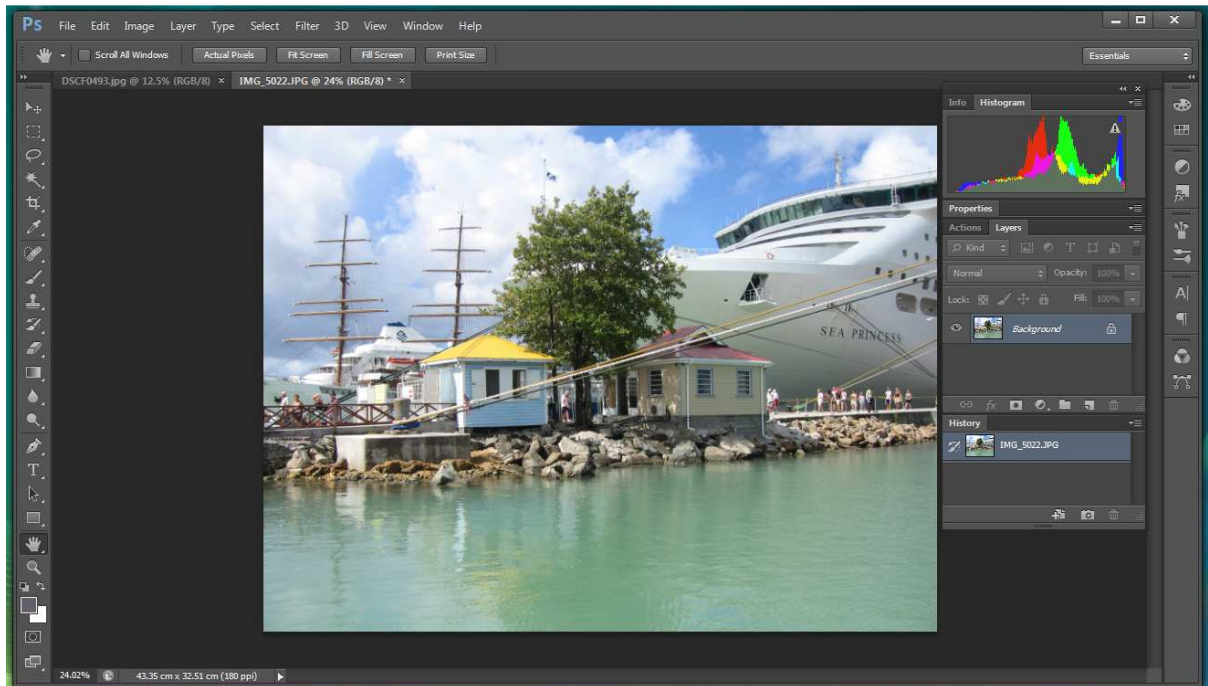 Ps File Edit Image Layer Type Select Filter 3D View Window Help
Scroll All Windows Actual Pixels Fit Screen Fill Screen Print Size Essentials
DSCF0493.jpg @ 12.5% (RGB/8) × IMG_5022.JPG @ 24% (RGB/8) * ×
Info Histogram
Properties
Actions Layers
Kind
Normal Opacity: 100%
Lock: Fill: 100%
Background
History
IMG_5022.JPG
SEA PRINCESS
24.02% 43.35 cm x 32.51 cm (180 ppi)